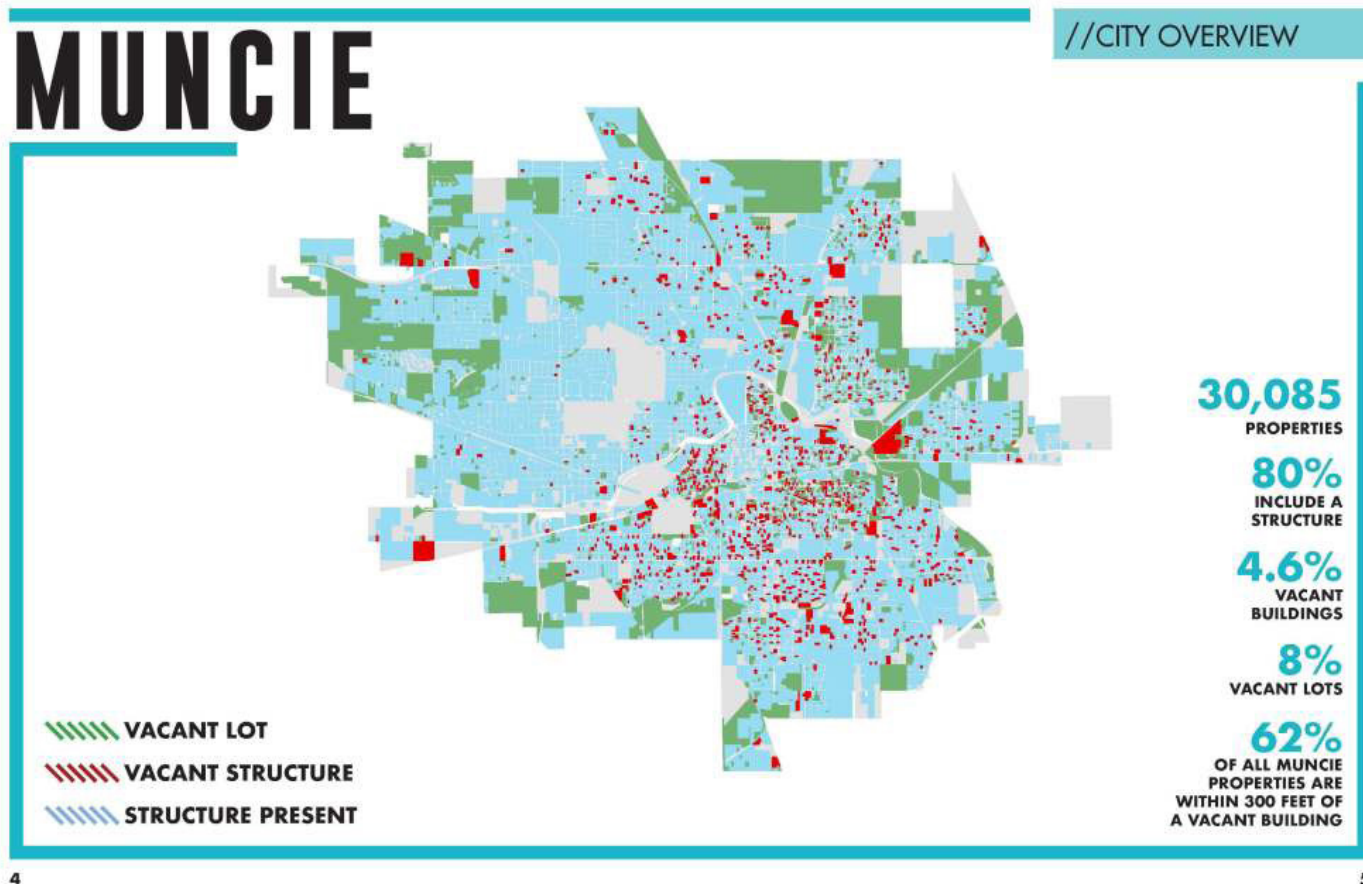 MUNCIE
//CITY OVERVIEW
30,085
PROPERTIES
80%
INCLUDE A
STRUCTURE
4.6%
VACANT
BUILDINGS
8%
VACANT LOTS
62%
OF ALL MUNCIE
PROPERTIES ARE
WITHIN 300 FEET OF
A VACANT BUILDING
VACANT LOT
VACANT STRUCTURE
STRUCTURE PRESENT
4